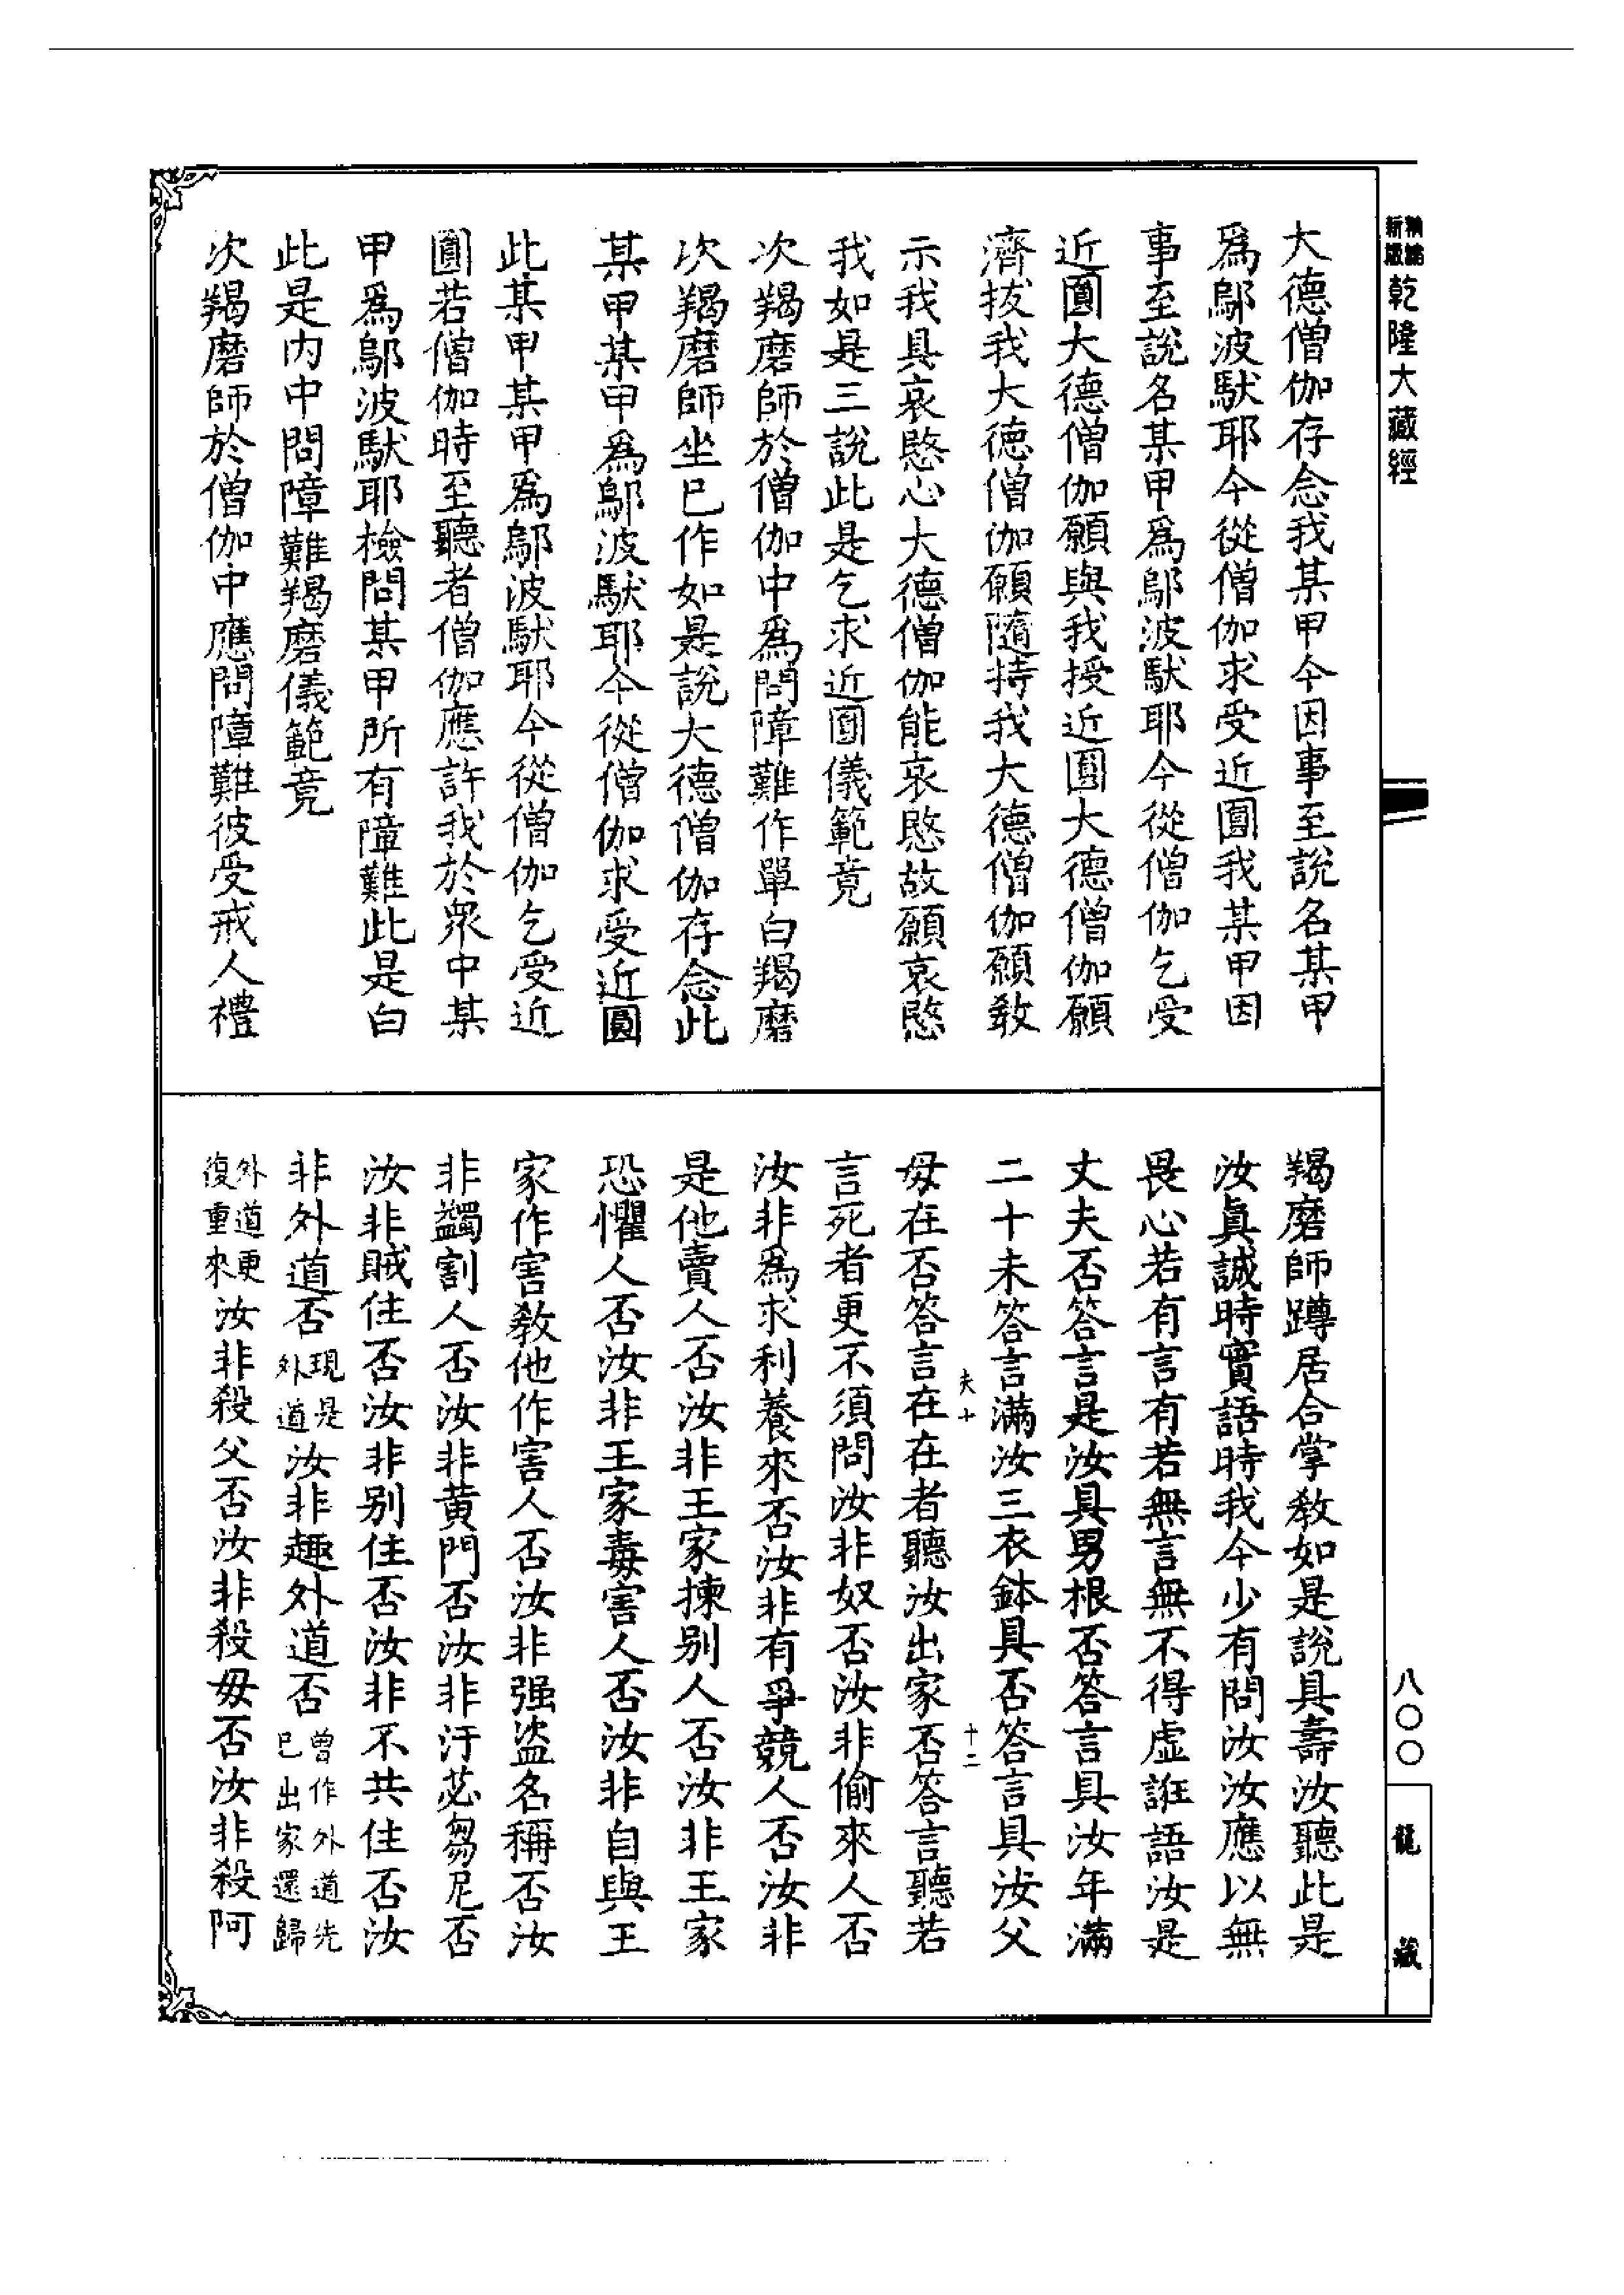 乾隆大藏經
大德僧伽存念我某甲今因事至說名某甲
爲鄔波馱耶今從僧伽求受近圓我某甲因
事至說名某甲爲鄔波馱耶今從僧伽乞受
近圓大德僧伽願與我授近圓大德僧伽願
濟拔我大德僧伽願隨持我大德僧伽願敎
示我具哀愍心大德僧伽能哀愍故願哀愍
我如是三說此是乞求近圓儀範竟
次羯磨師於僧伽中爲問障難作單白羯磨
次羯磨師坐已作如是說大德僧伽存念此
某甲某甲爲鄔波馱耶今從僧伽求受近圓
此某甲某甲爲鄔波馱耶今從僧伽乞受近
圓若僧伽時至聽者僧伽應許我於眾中某
甲爲鄔波馱耶檢問某甲所有障難此是白
此是內中問障難羯磨儀範竟
次羯磨師於僧伽中應問障難彼受戒人禮
羯磨師蹲居合掌敎如是說具壽汝聽此是
汝眞誠時實語時我今少有問汝汝應以無
畏心若有言有若無言無不得虛誑語汝是
丈夫否答言是汝具男根否答言具汝年滿
二十未答言滿汝三衣鉢具否答言具汝父
母在否答言在在者聽汝出家否答言聽若
言死者更不須問汝非奴否汝非偷來人否
汝非爲求利養來否汝非有爭競人否汝非
是他賣人否汝非王家揀别人否汝非王家
恐懼人否汝非王家毒害人否汝非自與王
家作害敎他作害人否汝非强盜名稱否汝
非蠲割人否汝非黄門否汝非汙苾芻尼否
汝非賊住否汝非别住否汝非不共住否汝
非外道否現是外道汝非趣外道否曾作外道先已出家還歸
外道更復重來汝非殺父否汝非殺母否汝非殺阿
八〇〇
龍藏